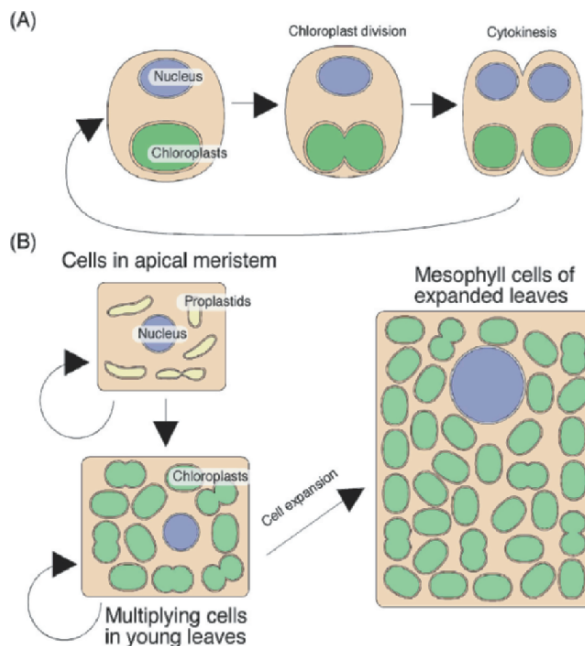 (A)
Chloroplast division
Cytokinesis
Nucleus
Chloroplasts
(B)
Cells in apical meristem
Proplastids
Nucleus
Mesophyll cells of
expanded leaves
Chloroplasts
Cell expansion
Multiplying cells
in young leaves